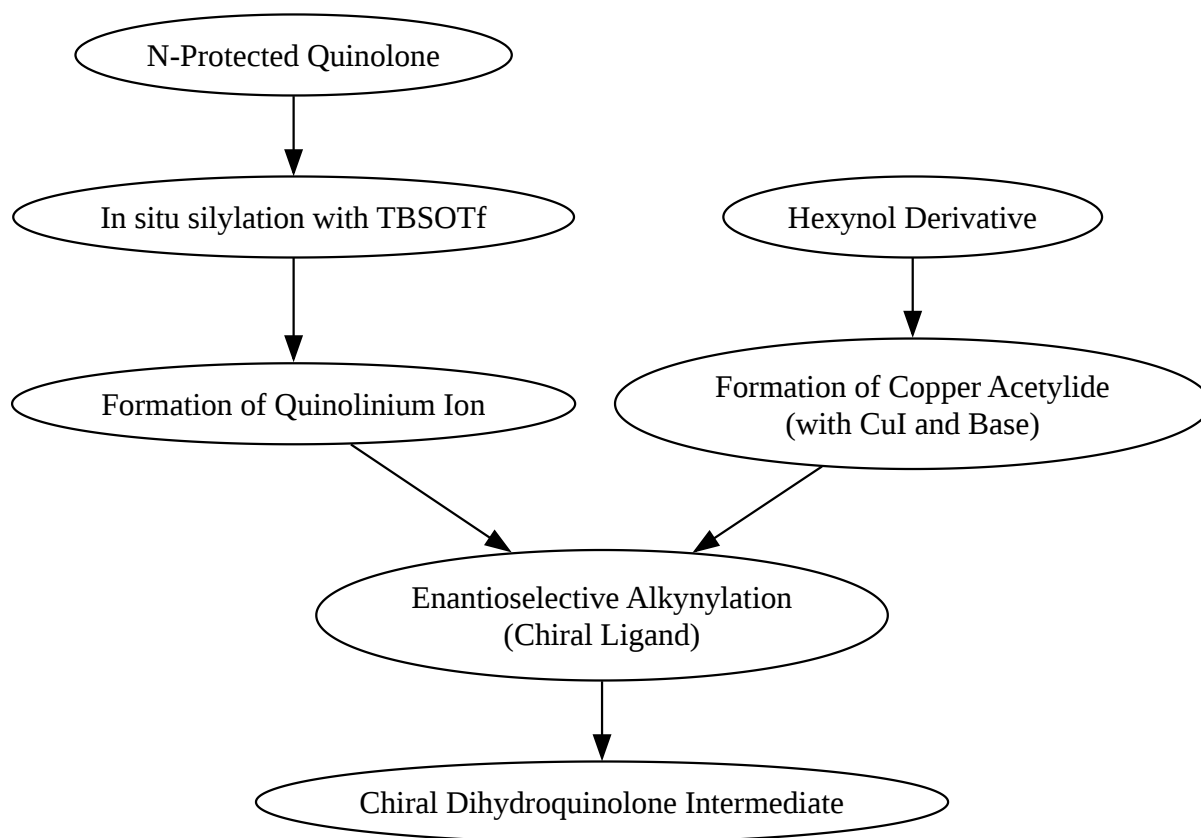 N-Protected Quinolone
In situ silylation with TBSOTf
Hexynol Derivative
Formation of Quinolinium Ion
Formation of Copper Acetylide
(with CuI and Base)
Enantioselective Alkynylation
(Chiral Ligand)
Chiral Dihydroquinolone Intermediate